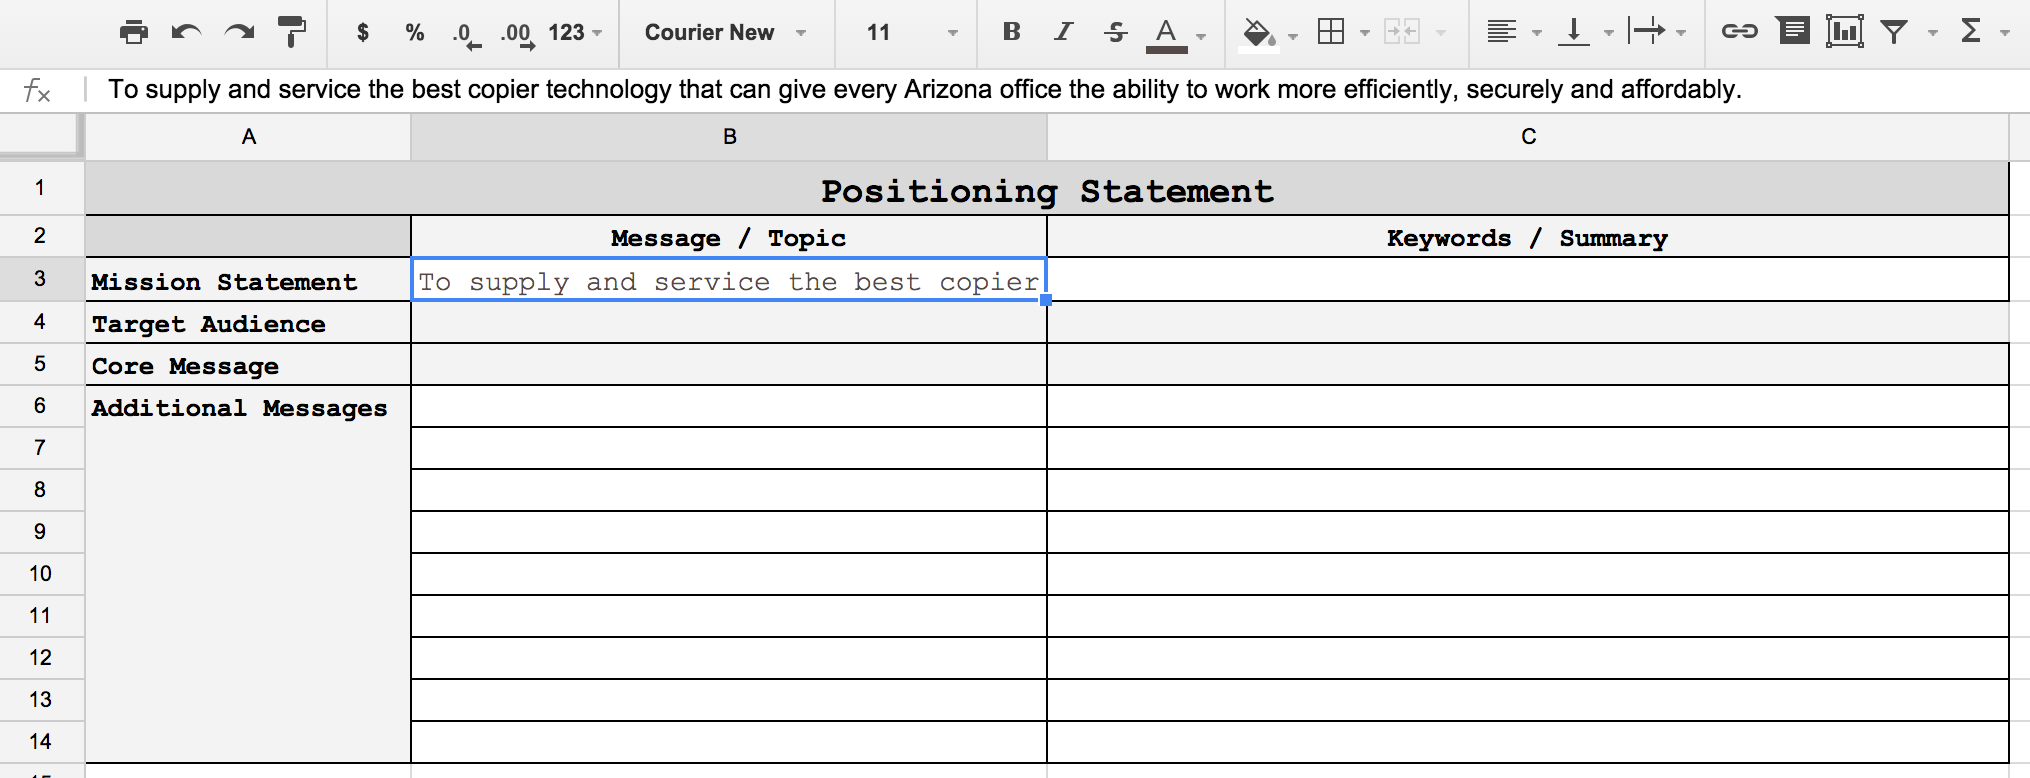 $ % .0 .00 123 Courier New 11 B I S A Σ
fx To supply and service the best copier technology that can give every Arizona office the ability to work more efficiently, securely and affordably.
A B C
1 Positioning Statement
2 Message / Topic Keywords / Summary
3 Mission Statement To supply and service the best copier
4 Target Audience
5 Core Message
6 Additional Messages
7
8
9
10
11
12
13
14